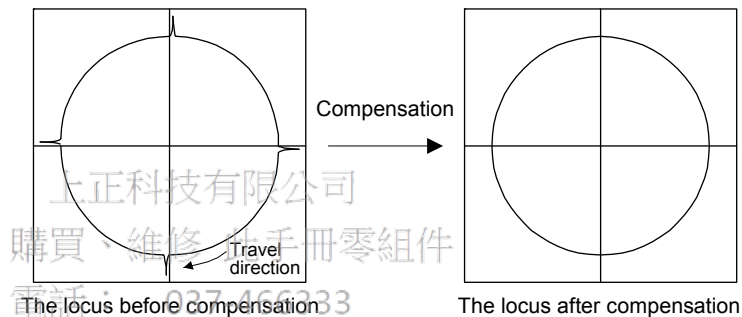 Compensation
上正科技有限公司
購買、維修 此手冊零組件
Travel
direction
電話： 037-466333
The locus before compensation
The locus after compensation